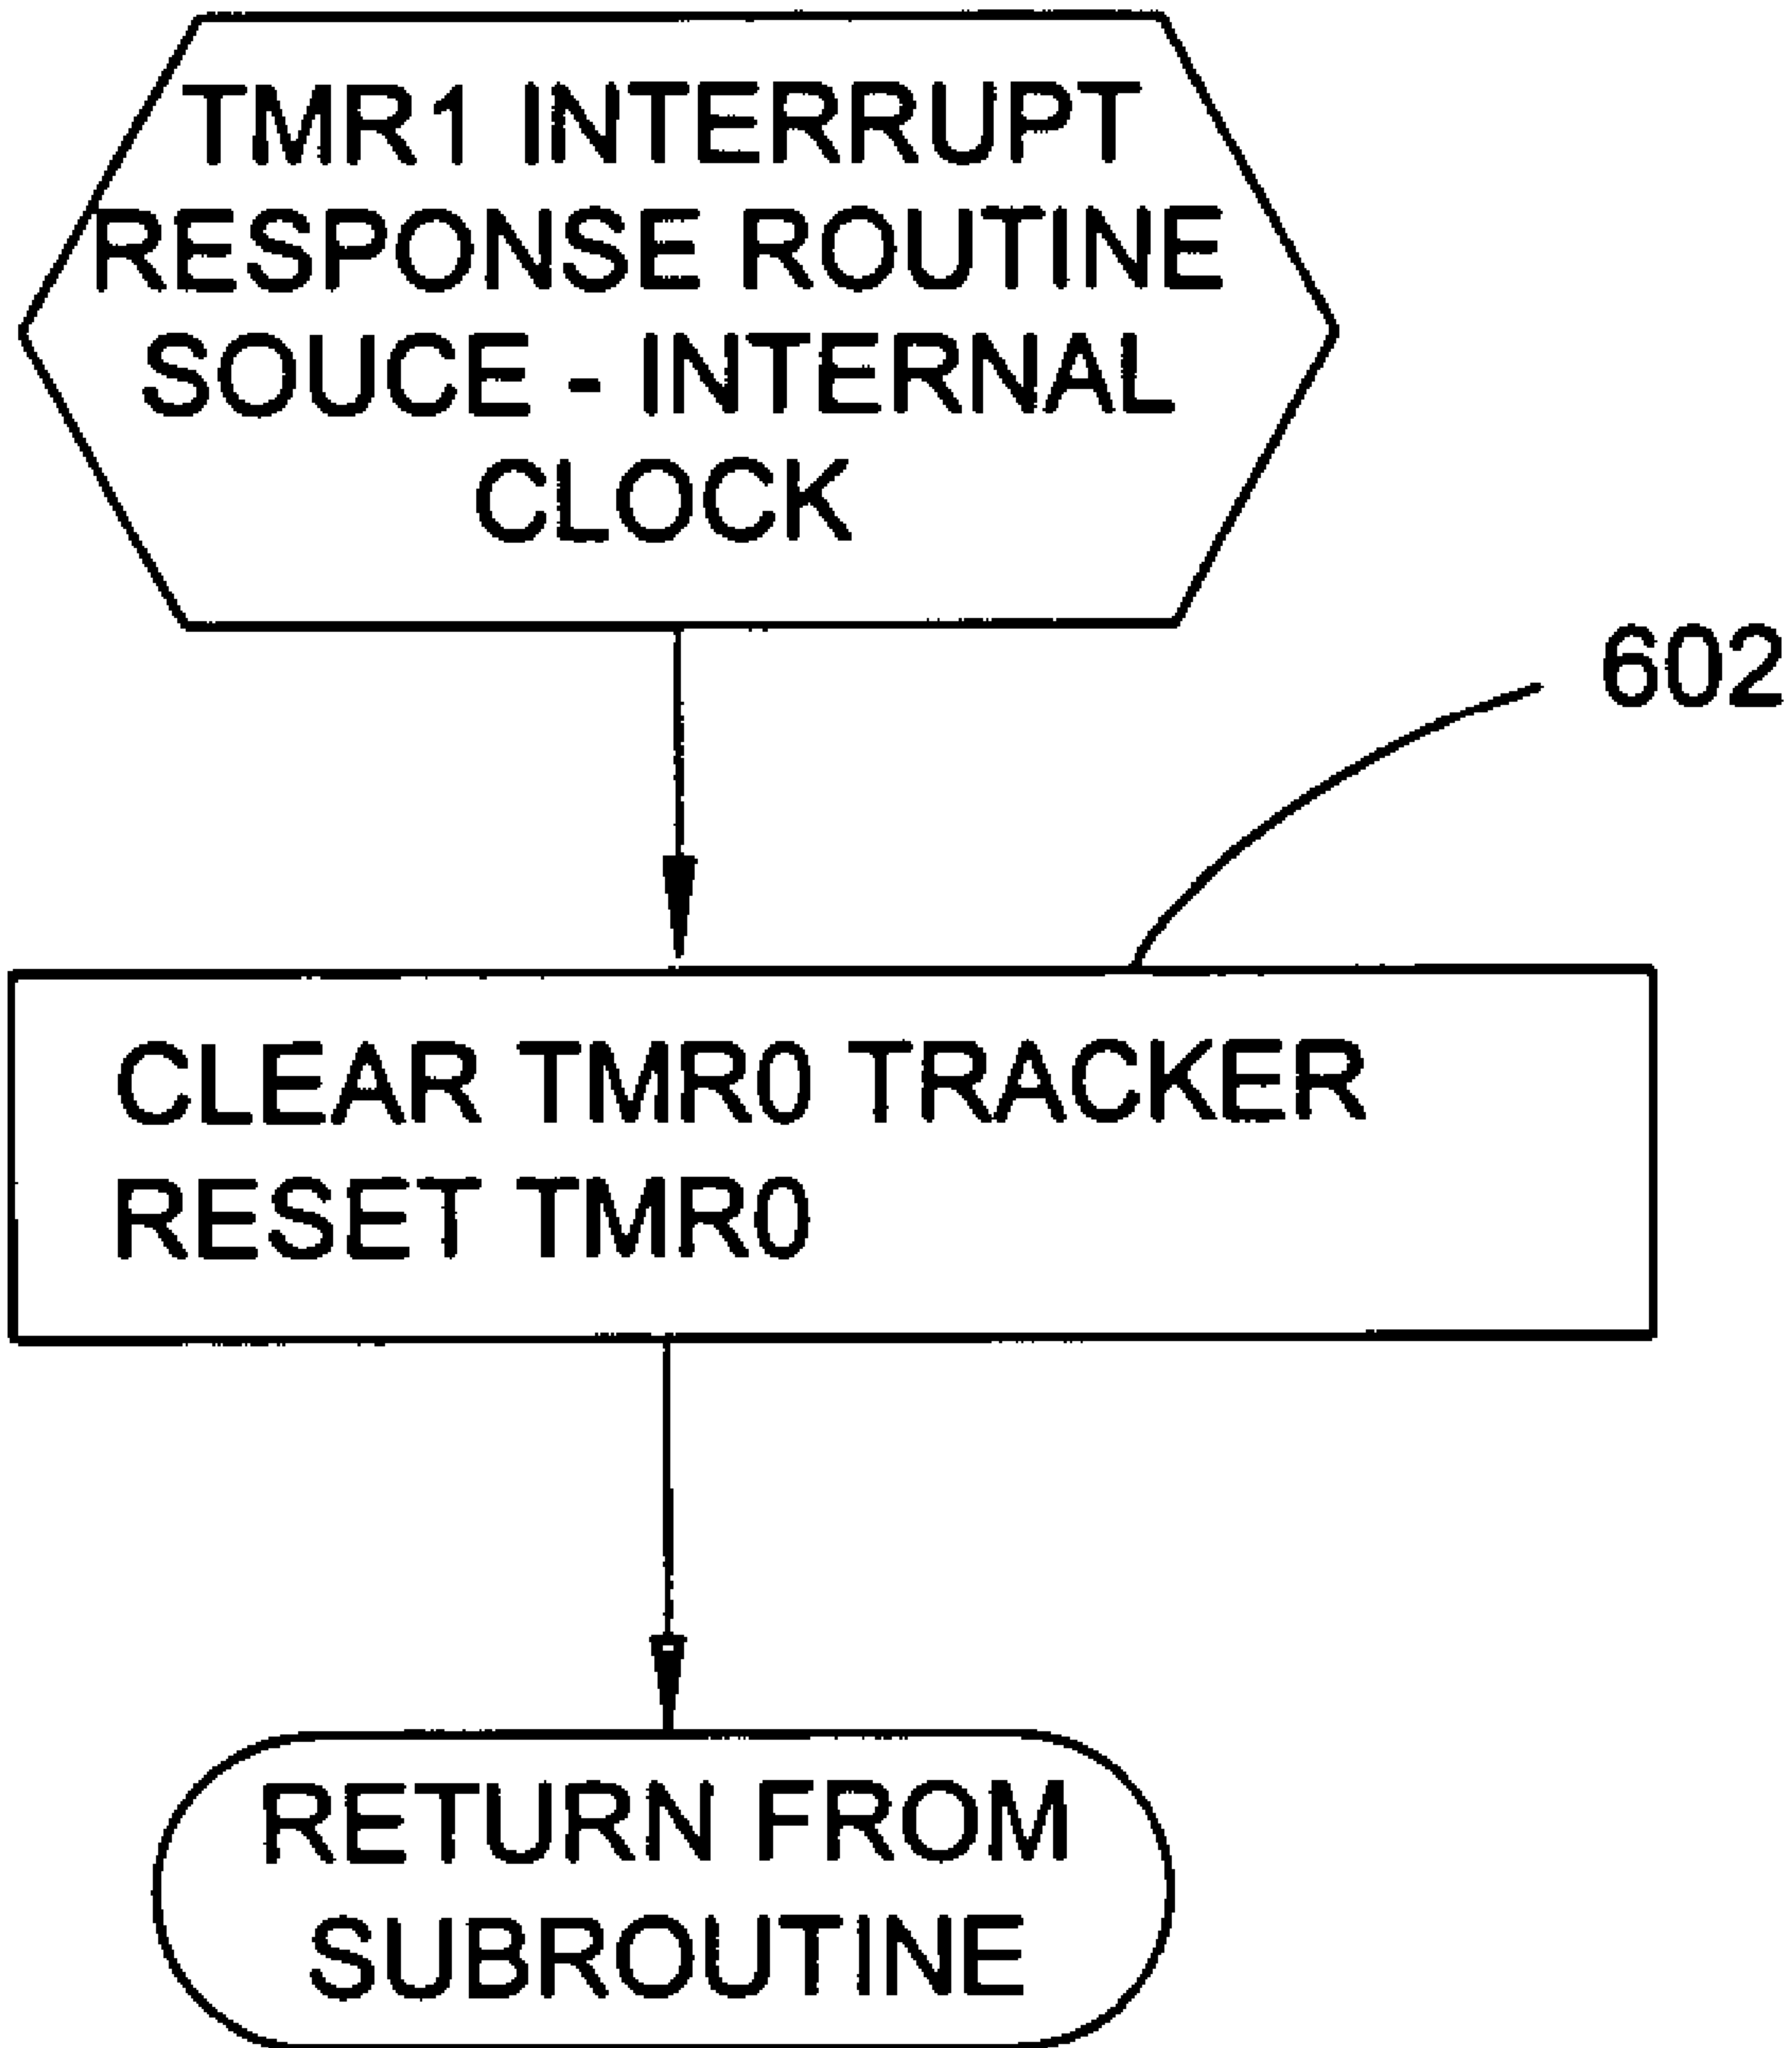 TMR1 INTERRUPT
RESPONSE ROUTINE
SOUCE - INTERNAL
CLOCK
602
CLEAR TMR0 TRACKER
RESET TMR0
RETURN FROM
SUBROUTINE